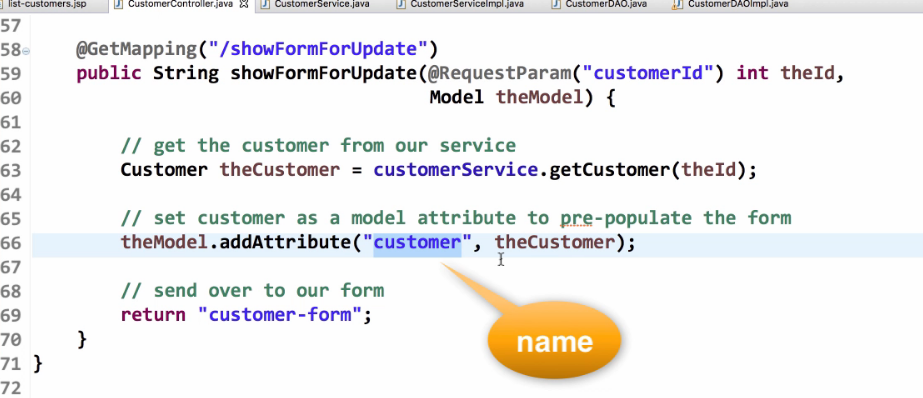 list-customers.jsp CustomerController.java CustomerService.java CustomerServiceImpl.java CustomerDAO.java CustomerDAOImpl.java
57
58 @GetMapping("/showFormForUpdate")
59 public String showFormForUpdate(@RequestParam("customerId") int theId,
60 Model theModel) {
61
62 // get the customer from our service
63 Customer theCustomer = customerService.getCustomer(theId);
64
65 // set customer as a model attribute to pre-populate the form
66 theModel.addAttribute("customer", theCustomer);
67
68 // send over to our form
69 return "customer-form";
70 }
71 }
72
name